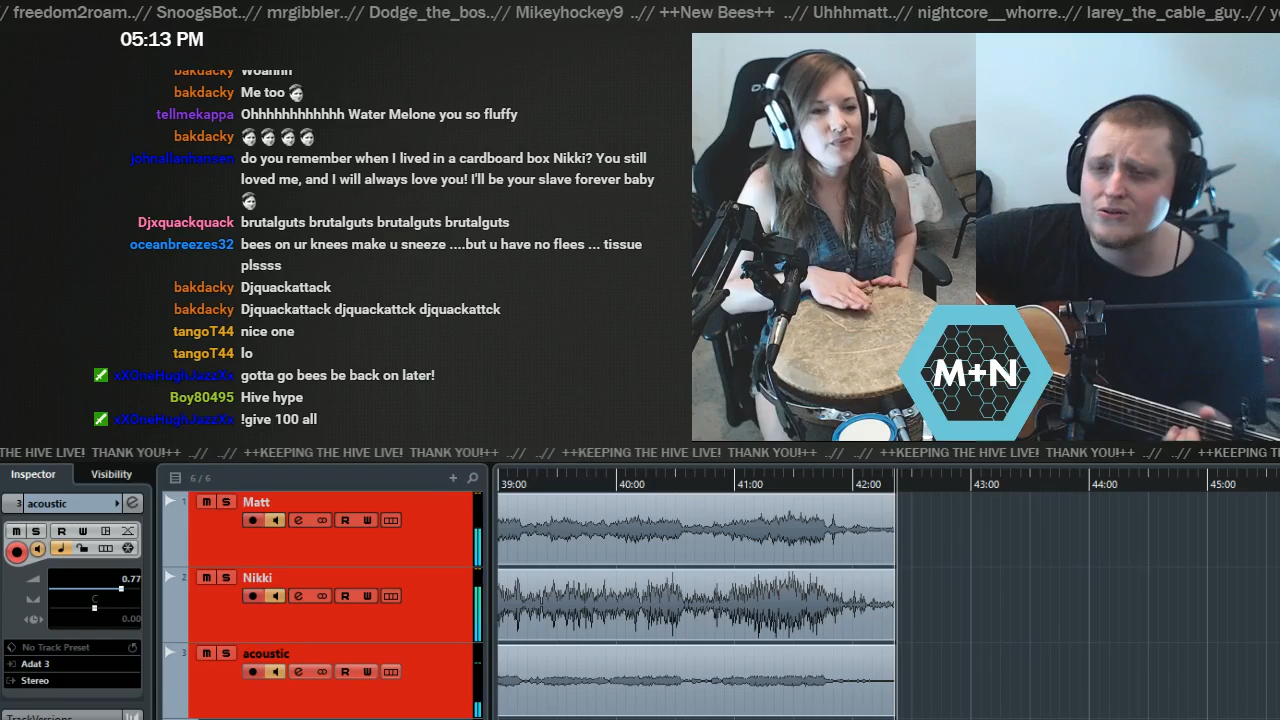 / freedom2roam..// SnoogsBot..// mrgibbler..// Dodge_the_bos..// Mikeyhockey9 ..// ++New Bees++ ..// Uhhhmatt..// nightcore__whorre..// larey_the_cable_guy..//
05:13 PM
bakdacky Woahhh
bakdacky Me too
tellmekappa Ohhhhhhhhhhhh Water Melone you so fluffy
bakdacky
johnallanhansen do you remember when I lived in a cardboard box Nikki? You still
loved me, and I will always love you! I'll be your slave forever baby
Djxquackquack brutalguts brutalguts brutalguts brutalguts
oceanbreezes32 bees on ur knees make u sneeze ....but u have no flees ... tissue
plssss
bakdacky Djquackattack
bakdacky Djquackattack djquackattck djquackattck
tangoT44 nice one
tangoT44 lo
xXOneHughJazzXx gotta go bees be back on later!
Boy80495 Hive hype
xXOneHughJazzXx !give 100 all
M+N
THE HIVE LIVE! THANK YOU!++ ..// ..// ++KEEPING THE HIVE LIVE! THANK YOU!++ ..// ..// ++KEEPING THE HIVE LIVE! THANK YOU!++ ..// ..// ++KEEPING THE HIVE LIVE! THANK YOU!++ ..// ..// ++KEEPING T
Inspector Visibility
6 / 6
39:00 40:00 41:00 42:00 43:00 44:00 45:00
3 acoustic
M S R W
0.77
C
0.00
No Track Preset
Adat 3
Stereo
TrackVersions
1 M S Matt
R W
2 M S Nikki
R W
3 M S acoustic
R W